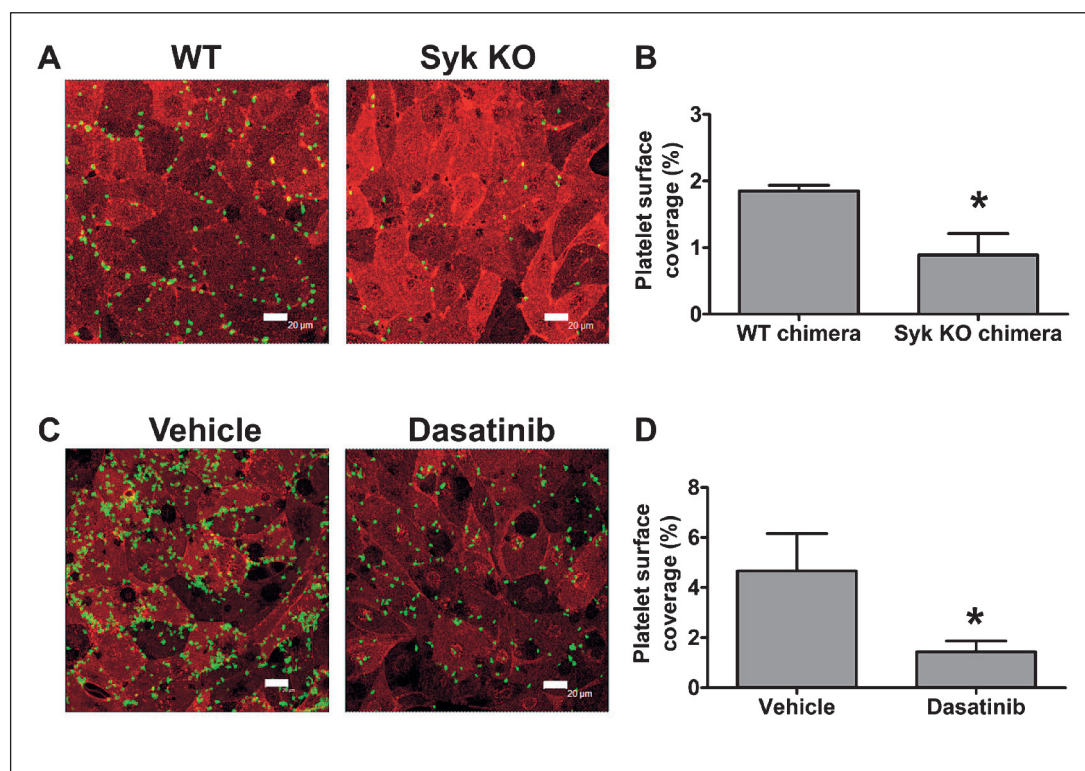 A
WT
Syk KO
20 µm
20 µm
B
Platelet surface
coverage (%)
3
2
1
0
*
WT chimera
Syk KO chimera
C
Vehicle
Dasatinib
20 µm
D
Platelet surface
coverage (%)
8
6
4
2
0
*
Vehicle
Dasatinib